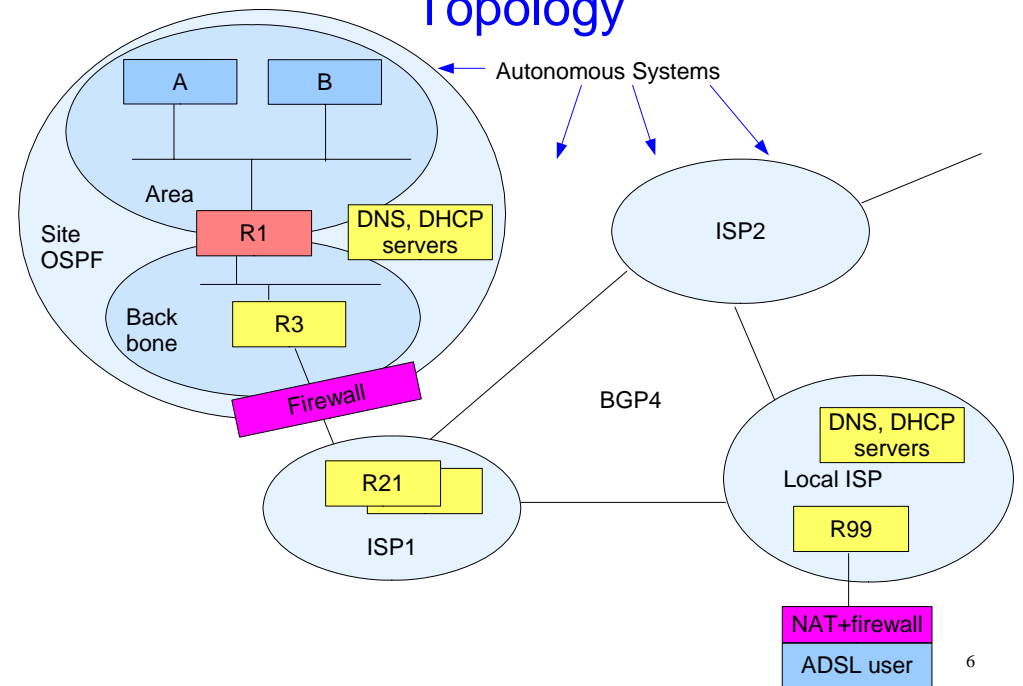 Topology
Autonomous Systems
A
B
Area
R1
DNS, DHCP
servers
Site
OSPF
ISP2
Back
bone
R3
Firewall
BGP4
DNS, DHCP
servers
Local ISP
R21
R99
ISP1
NAT+firewall
ADSL user
6